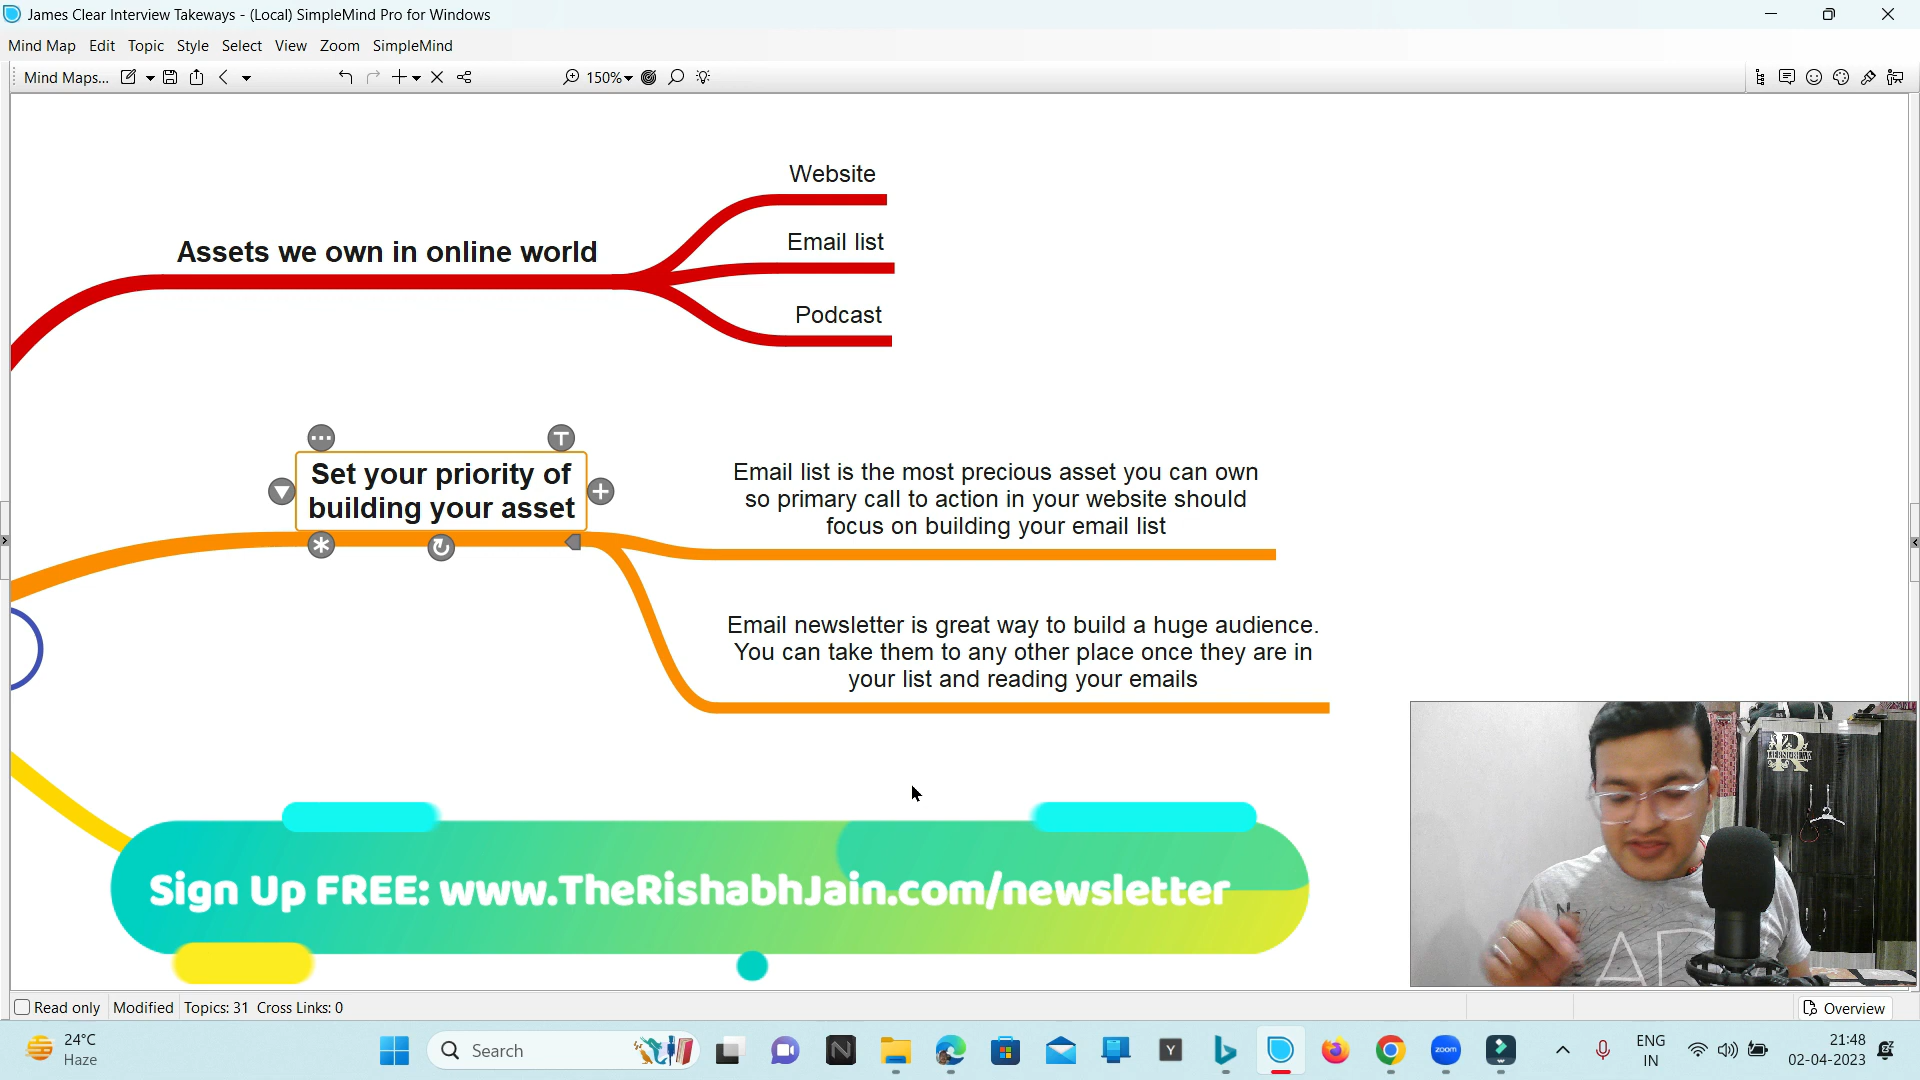 James Clear Interview Takeways - (Local) SimpleMind Pro for Windows
Mind Map Edit Topic Style Select View Zoom SimpleMind
Mind Maps... 150%
Website
Email list
Assets we own in online world
Podcast
Set your priority of
building your asset
Email list is the most precious asset you can own
so primary call to action in your website should
focus on building your email list
Email newsletter is great way to build a huge audience.
You can take them to any other place once they are in
your list and reading your emails
Sign Up FREE: www.TheRishabhJain.com/newsletter
Read only Modified Topics: 31 Cross Links: 0 Overview
24°C
Haze
Search
zoom
ENG
IN
21:48
02-04-2023